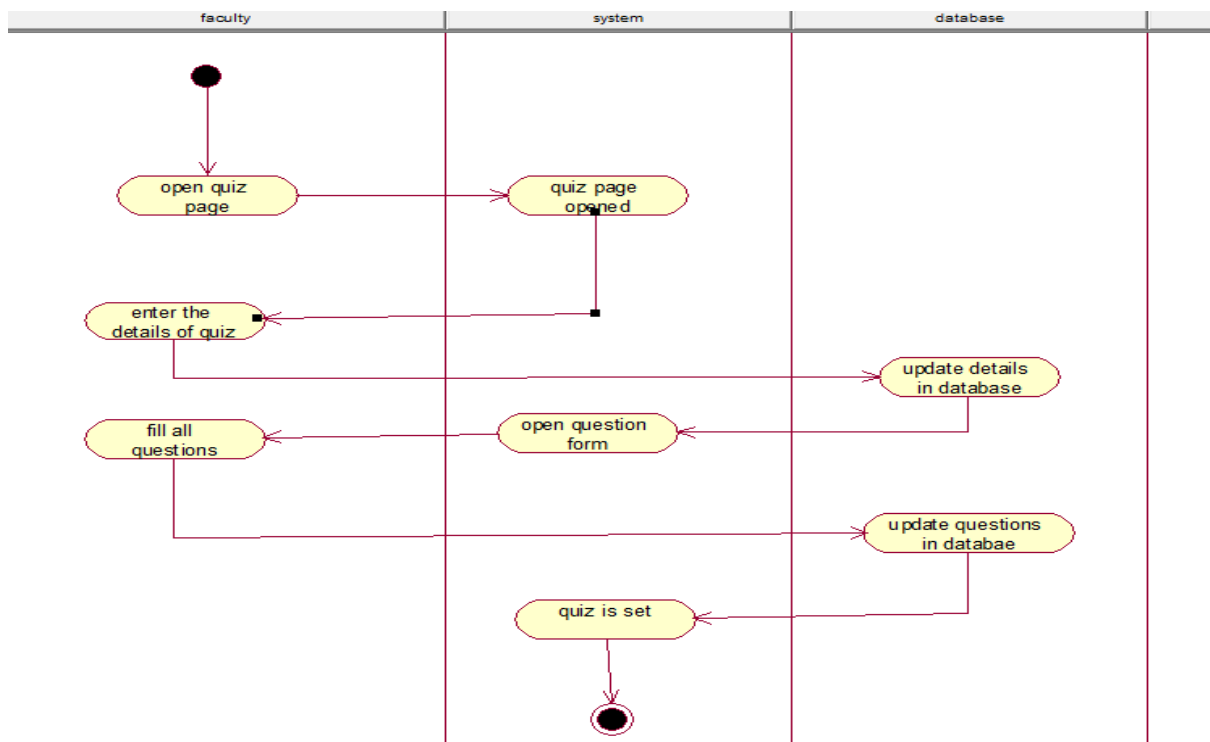 faculty
system
database
open quiz
page
quiz page
opened
enter the
details of quiz
update details
in database
open question
form
fill all
questions
update questions
in databae
quiz is set